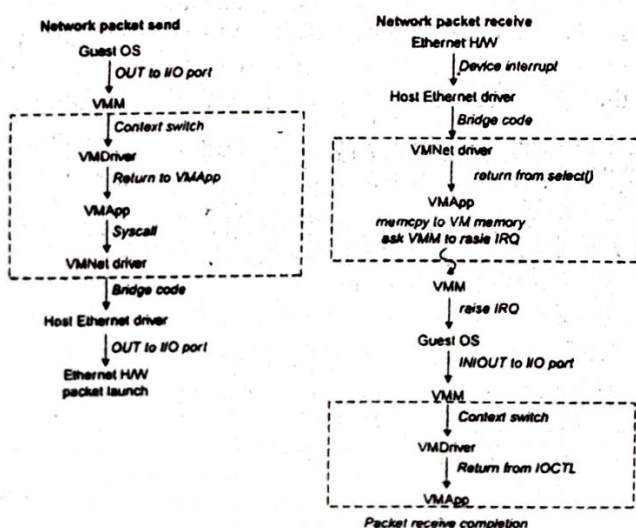 Network packet send
Guest OS
OUT to I/O port
VMM
Context switch
VMDriver
Return to VMApp
VMApp
Syscall
VMNet driver
Bridge code
Host Ethernet driver
OUT to I/O port
Ethernet H/W
packet launch
Network packet receive
Ethernet H/W
Device interrupt
Host Ethernet driver
Bridge code
VMNet driver
return from select()
VMApp
memcpy to VM memory
ask VMM to rasie IRQ
VMM
raise IRQ
Guest OS
IN/OUT to I/O port
VMM
Context switch
VMDriver
Return from IOCTL
VMApp
Packet receive completion